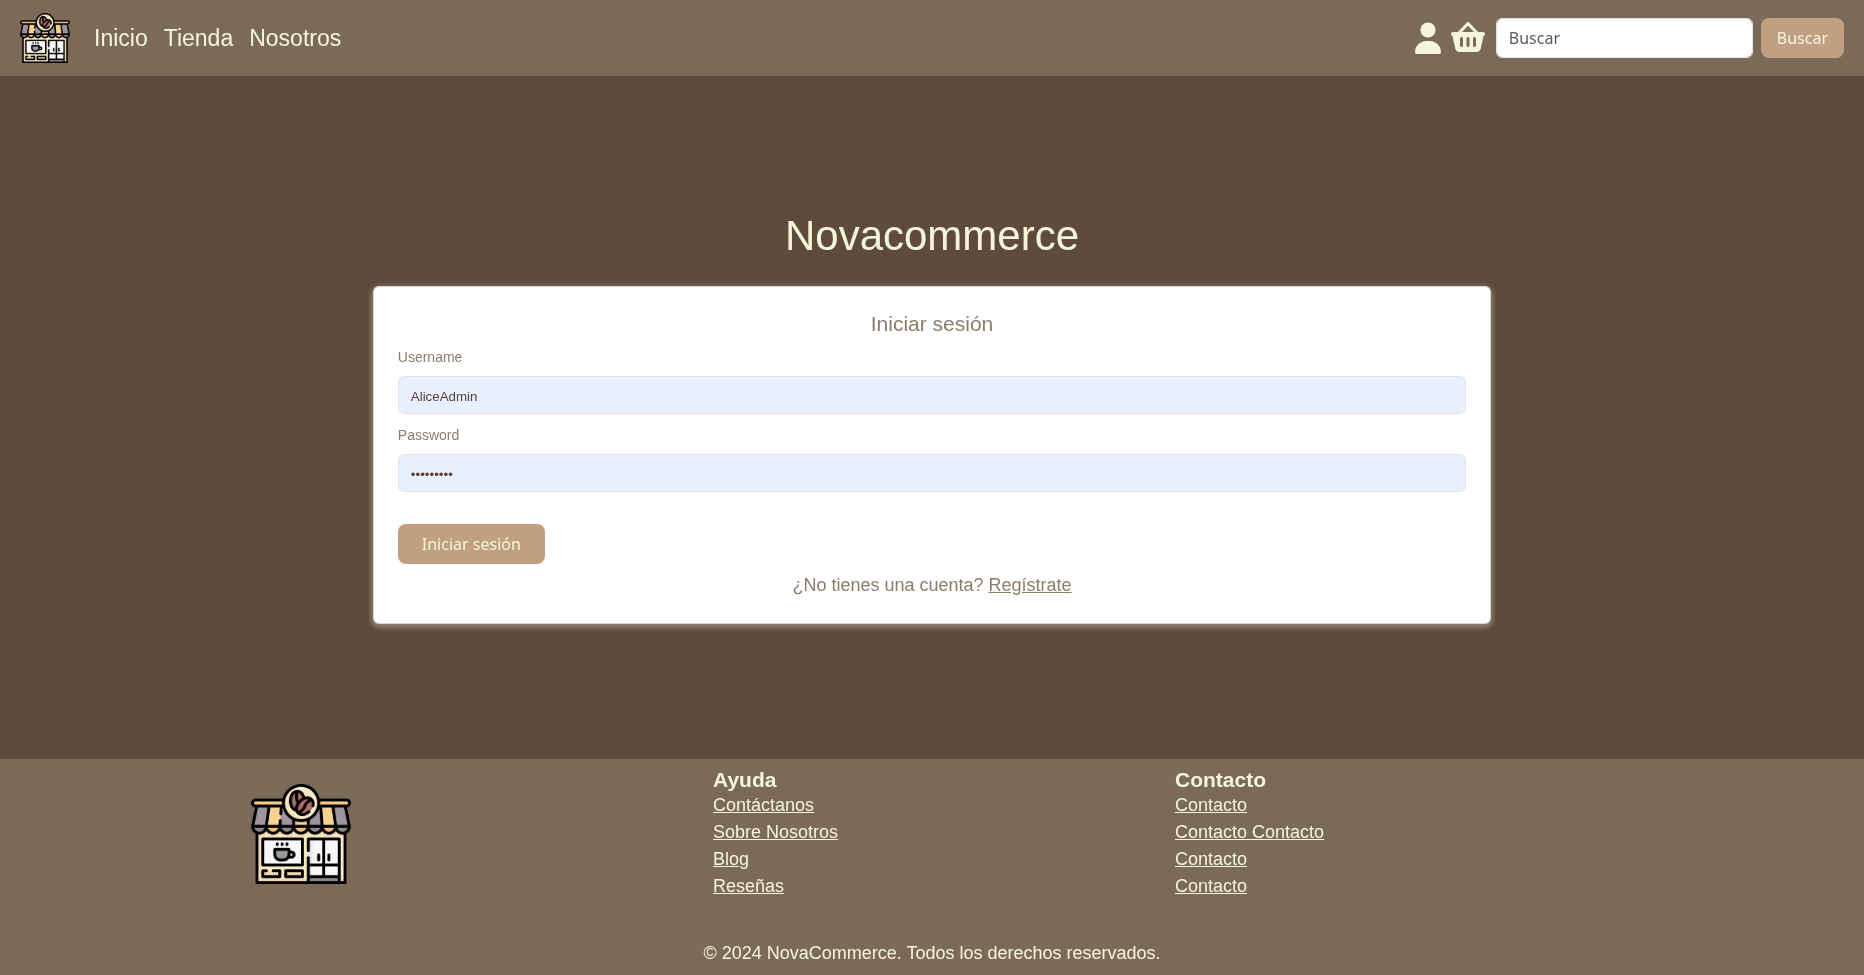 Inicio Tienda Nosotros
Buscar Buscar
Novacommerce
Iniciar sesión
Username
AliceAdmin
Password
•••••••••
Iniciar sesión
¿No tienes una cuenta? Regístrate
Ayuda
Contáctanos
Sobre Nosotros
Blog
Reseñas
Contacto
Contacto
Contacto Contacto
Contacto
Contacto
© 2024 NovaCommerce. Todos los derechos reservados.